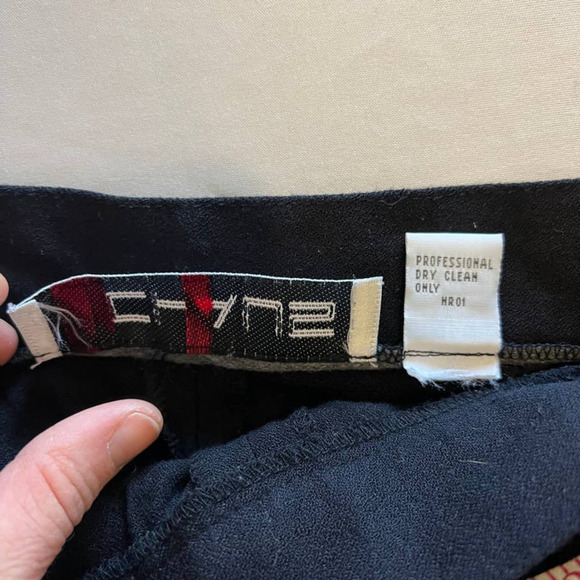 PROFESSIONAL
DRY CLEAN
ONLY
HR01